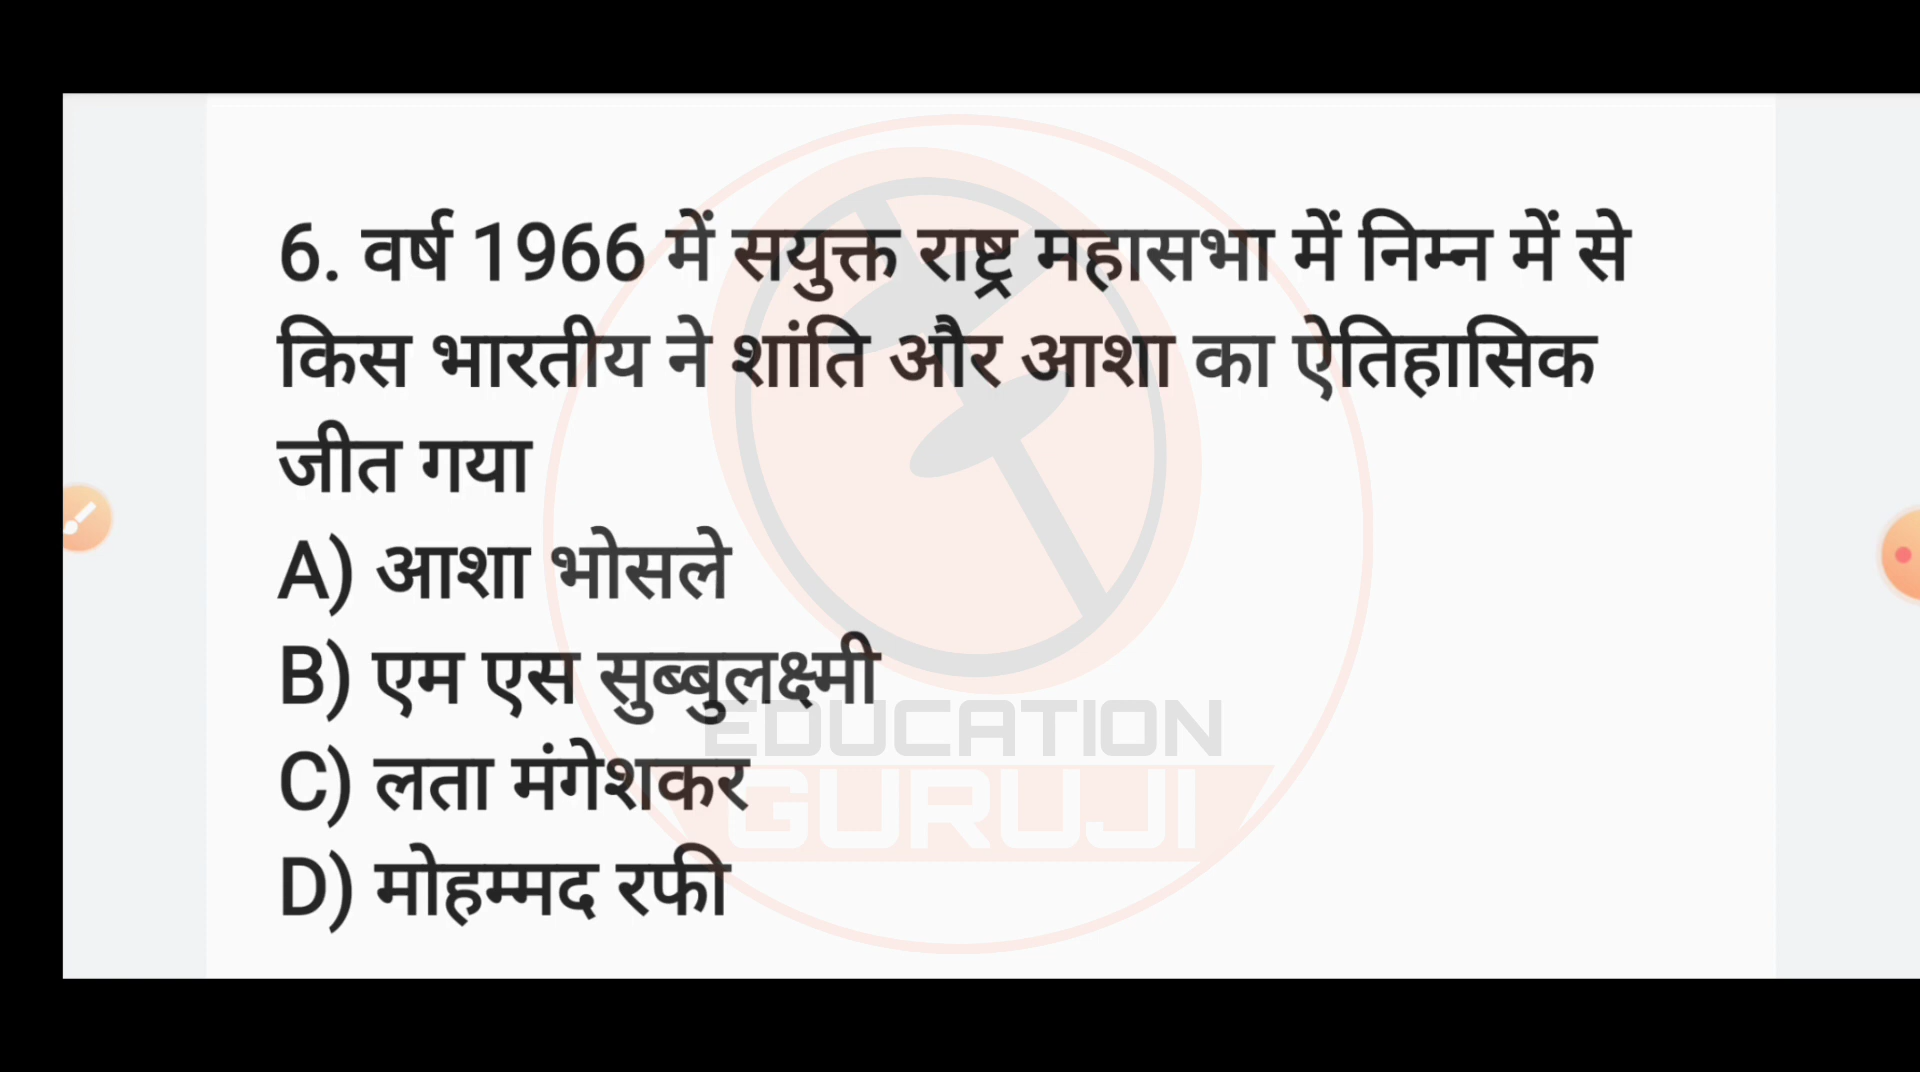 6. वर्ष 1966 में सयुक्त राष्ट्र महासभा में निम्न में से
किस भारतीय ने शांति और आशा का ऐतिहासिक
जीत गया
A) आशा भोसले
B) एम एस सुब्बुलक्ष्मी
C) लता मंगेशकर
D) मोहम्मद रफी
EDUCATION
GURUJI